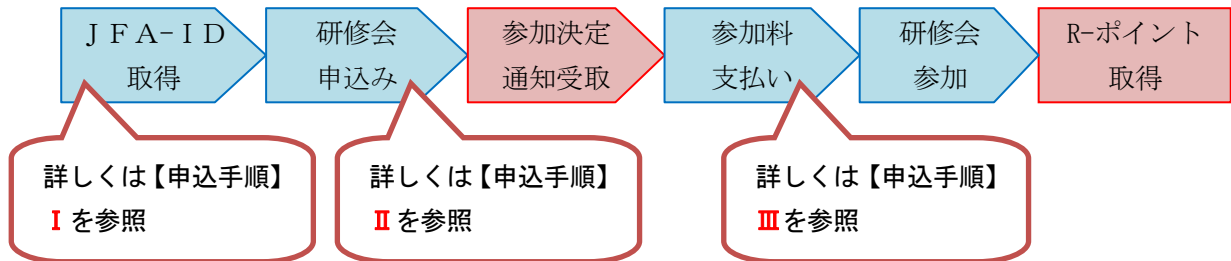 ＪＦＡ-ＩＤ
取得
研修会
申込み
参加決定
通知受取
参加料
支払い
研修会
参加
R-ポイント
取得
詳しくは【申込手順】
Ⅰを参照
詳しくは【申込手順】
Ⅱを参照
詳しくは【申込手順】
Ⅲを参照